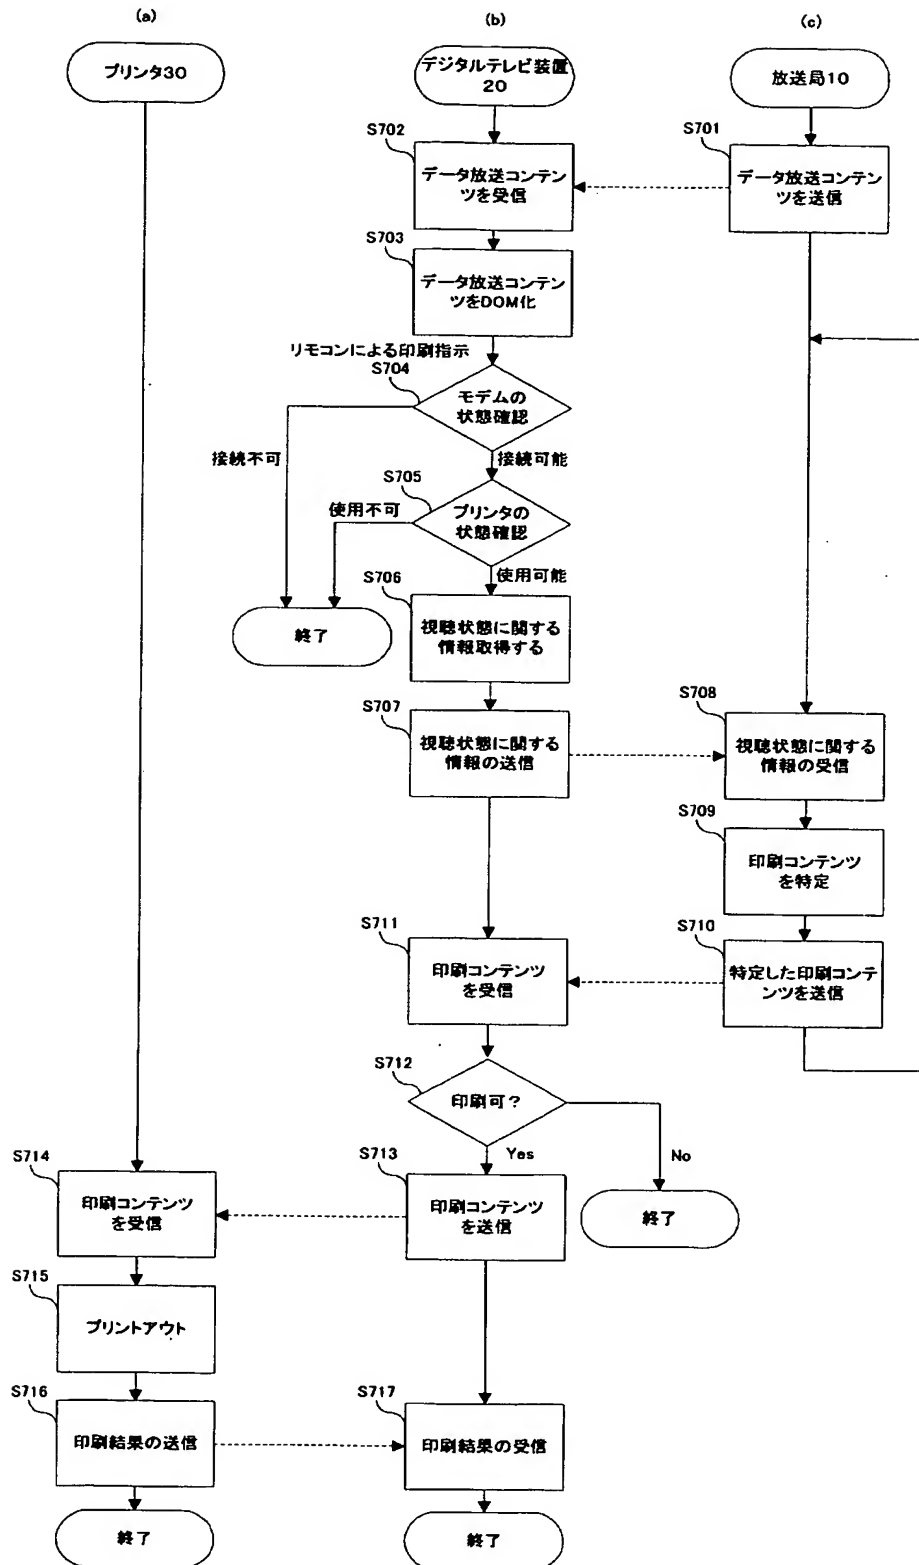 (a)
(b)
(c)
プリンタ30
デジタルテレビ装置
20
放送局10
S702
S701
データ放送コンテン
ツを受信
データ放送コンテン
ツを送信
S703
データ放送コンテン
ツをDOM化
リモコンによる印刷指示
S704
モデムの
状態確認
接続不可
接続可能
S705
使用不可
プリンタの
状態確認
使用可能
S706
終了
視聴状態に関する
情報取得する
S707
視聴状態に関する
情報の送信
S708
視聴状態に関する
情報の受信
S709
印刷コンテンツ
を特定
S711
印刷コンテンツ
を受信
S710
特定した印刷コンテ
ンツを送信
S712
印刷可?
Yes
No
S714
印刷コンテンツ
を受信
S713
印刷コンテンツ
を送信
終了
S715
プリントアウト
S716
印刷結果の送信
S717
印刷結果の受信
終了
終了